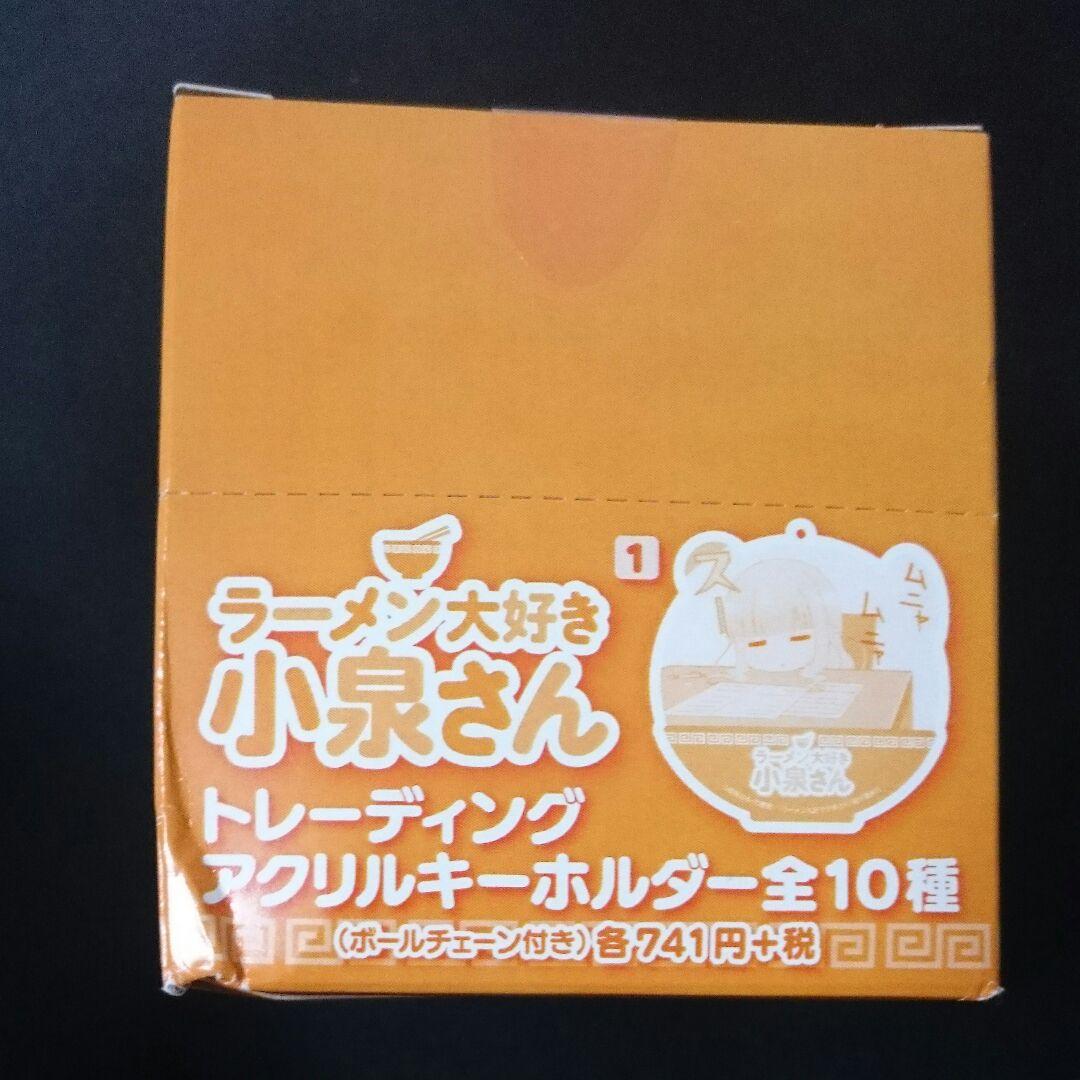 ラーメン大好き
小泉さん
1
スー
ムニャ
ムニャ
ラーメン大好き
小泉さん
トレーディング
アクリルキーホルダー全10種
(ボールチェーン付き)各741円+税